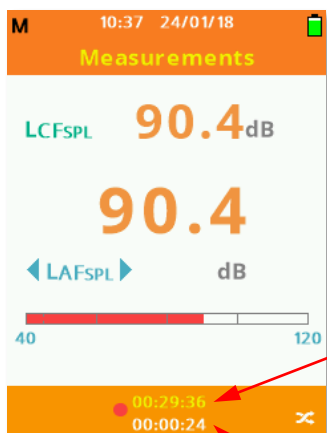 M 10:37 24/01/18
Measurements
LCFSPL 90.4dB
90.4
LAFSPL dB
40 120
00:29:36
00:00:24